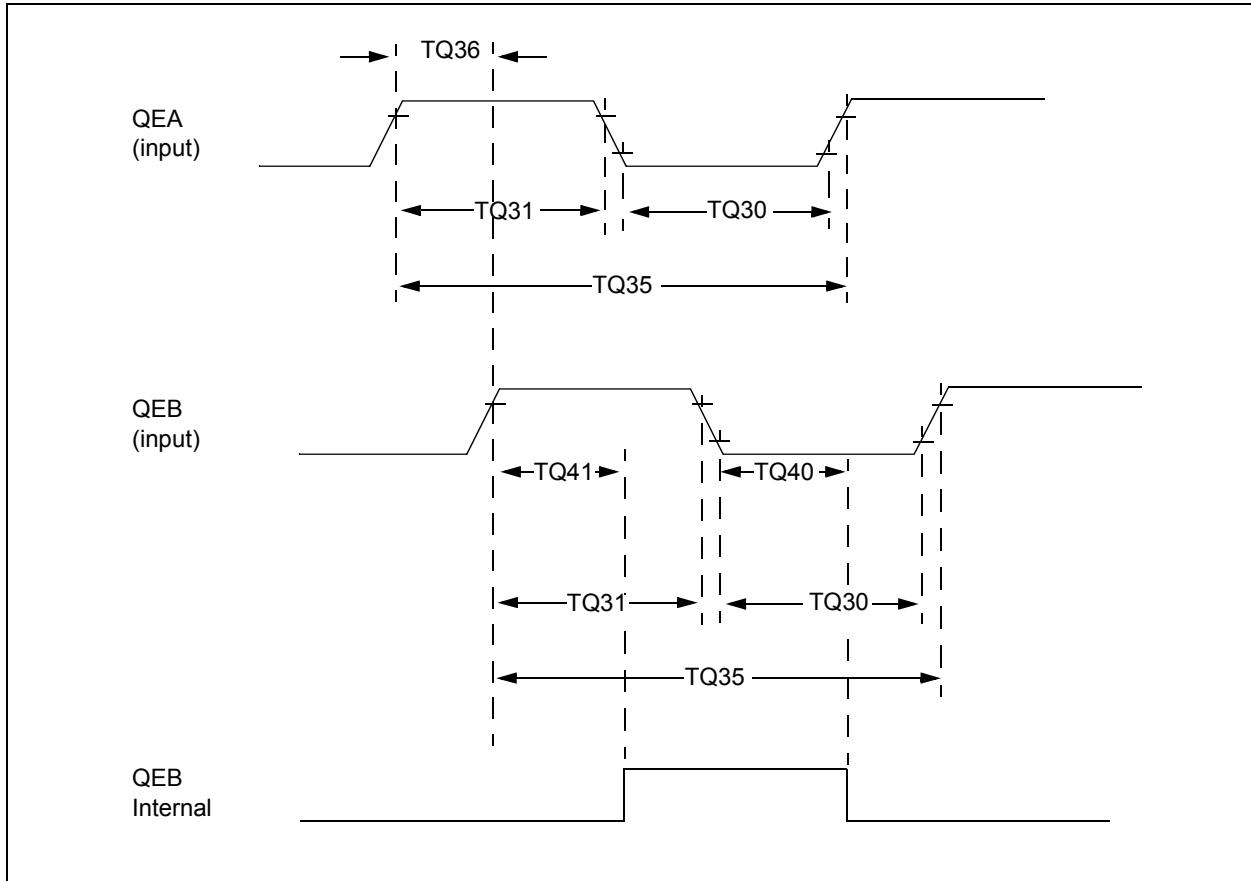 TQ36
QEA
(input)
TQ31
TQ30
TQ35
QEB
(input)
TQ41
TQ40
TQ31
TQ30
TQ35
QEB
Internal